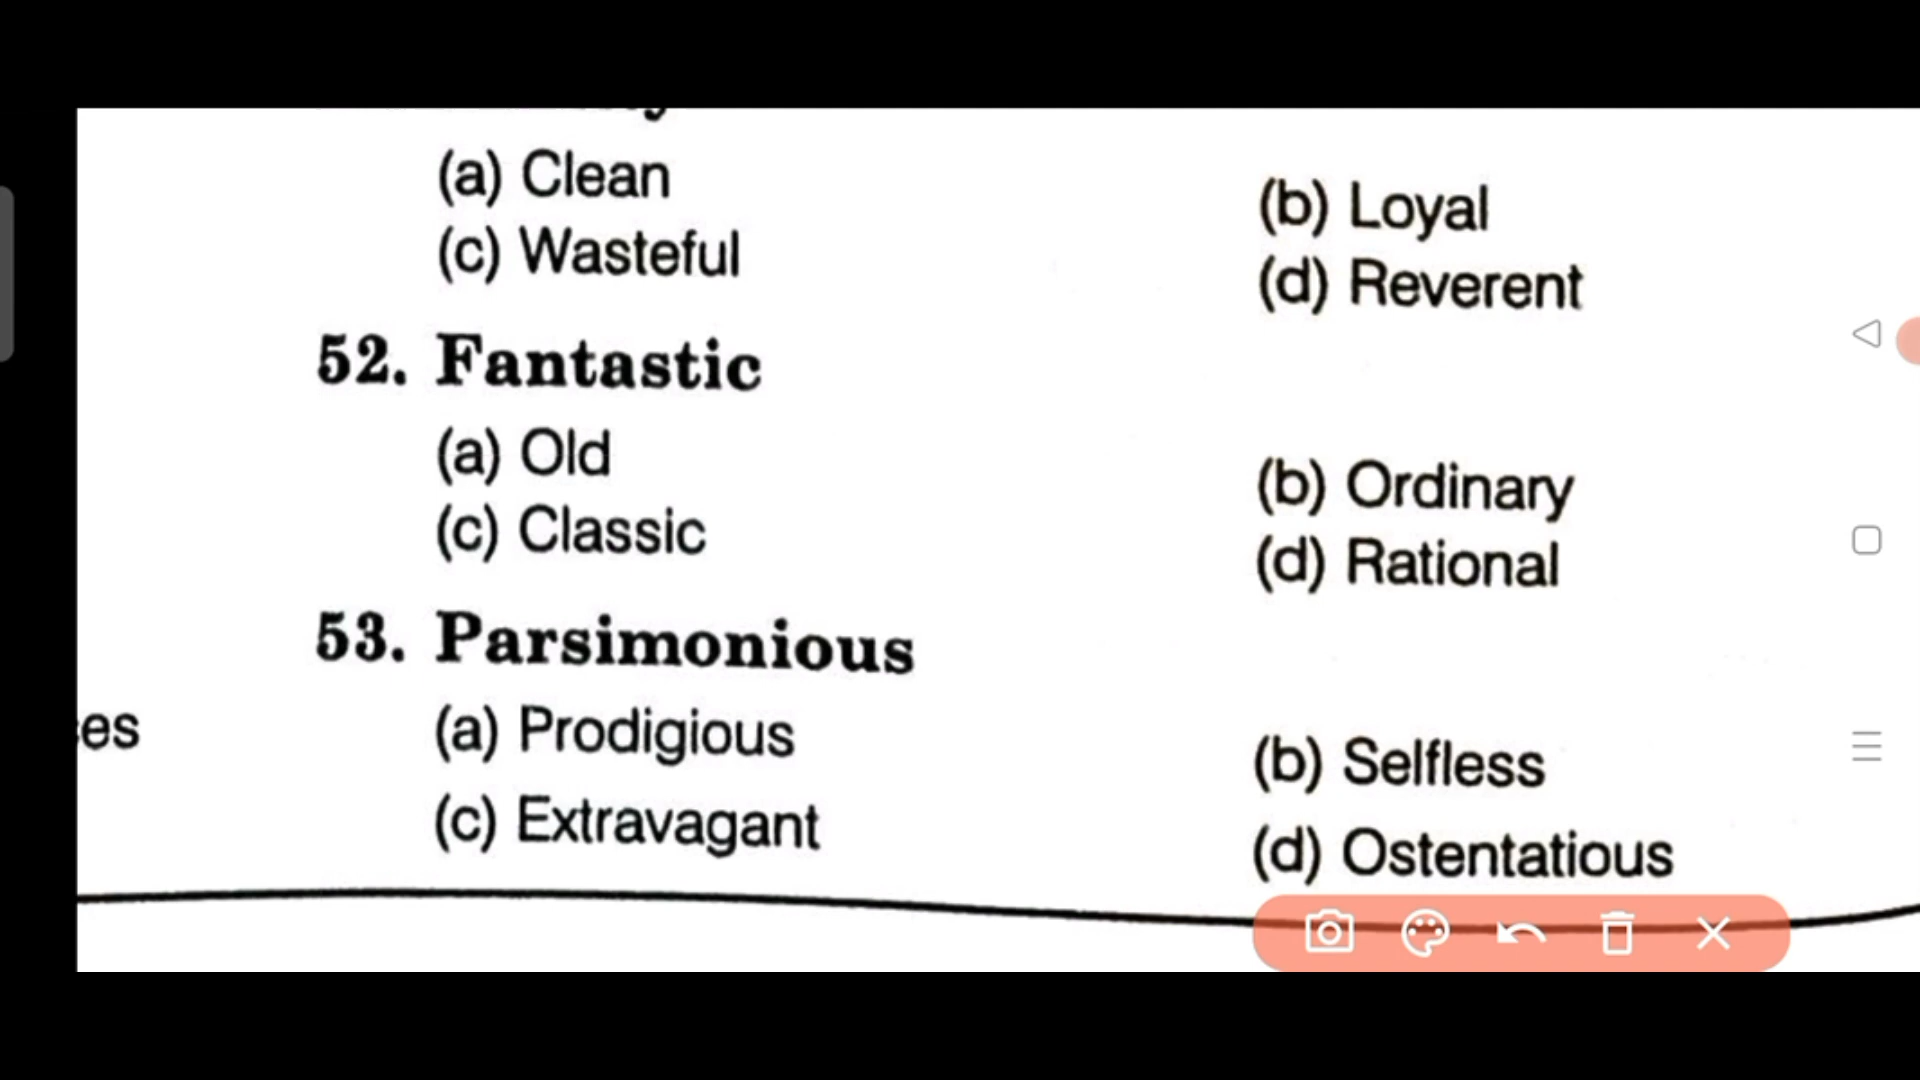 (a) Clean (b) Loyal
(c) Wasteful (d) Reverent
52. Fantastic
(a) Old (b) Ordinary
(c) Classic (d) Rational
53. Parsimonious
es (a) Prodigious (b) Selfless
(c) Extravagant (d) Ostentatious